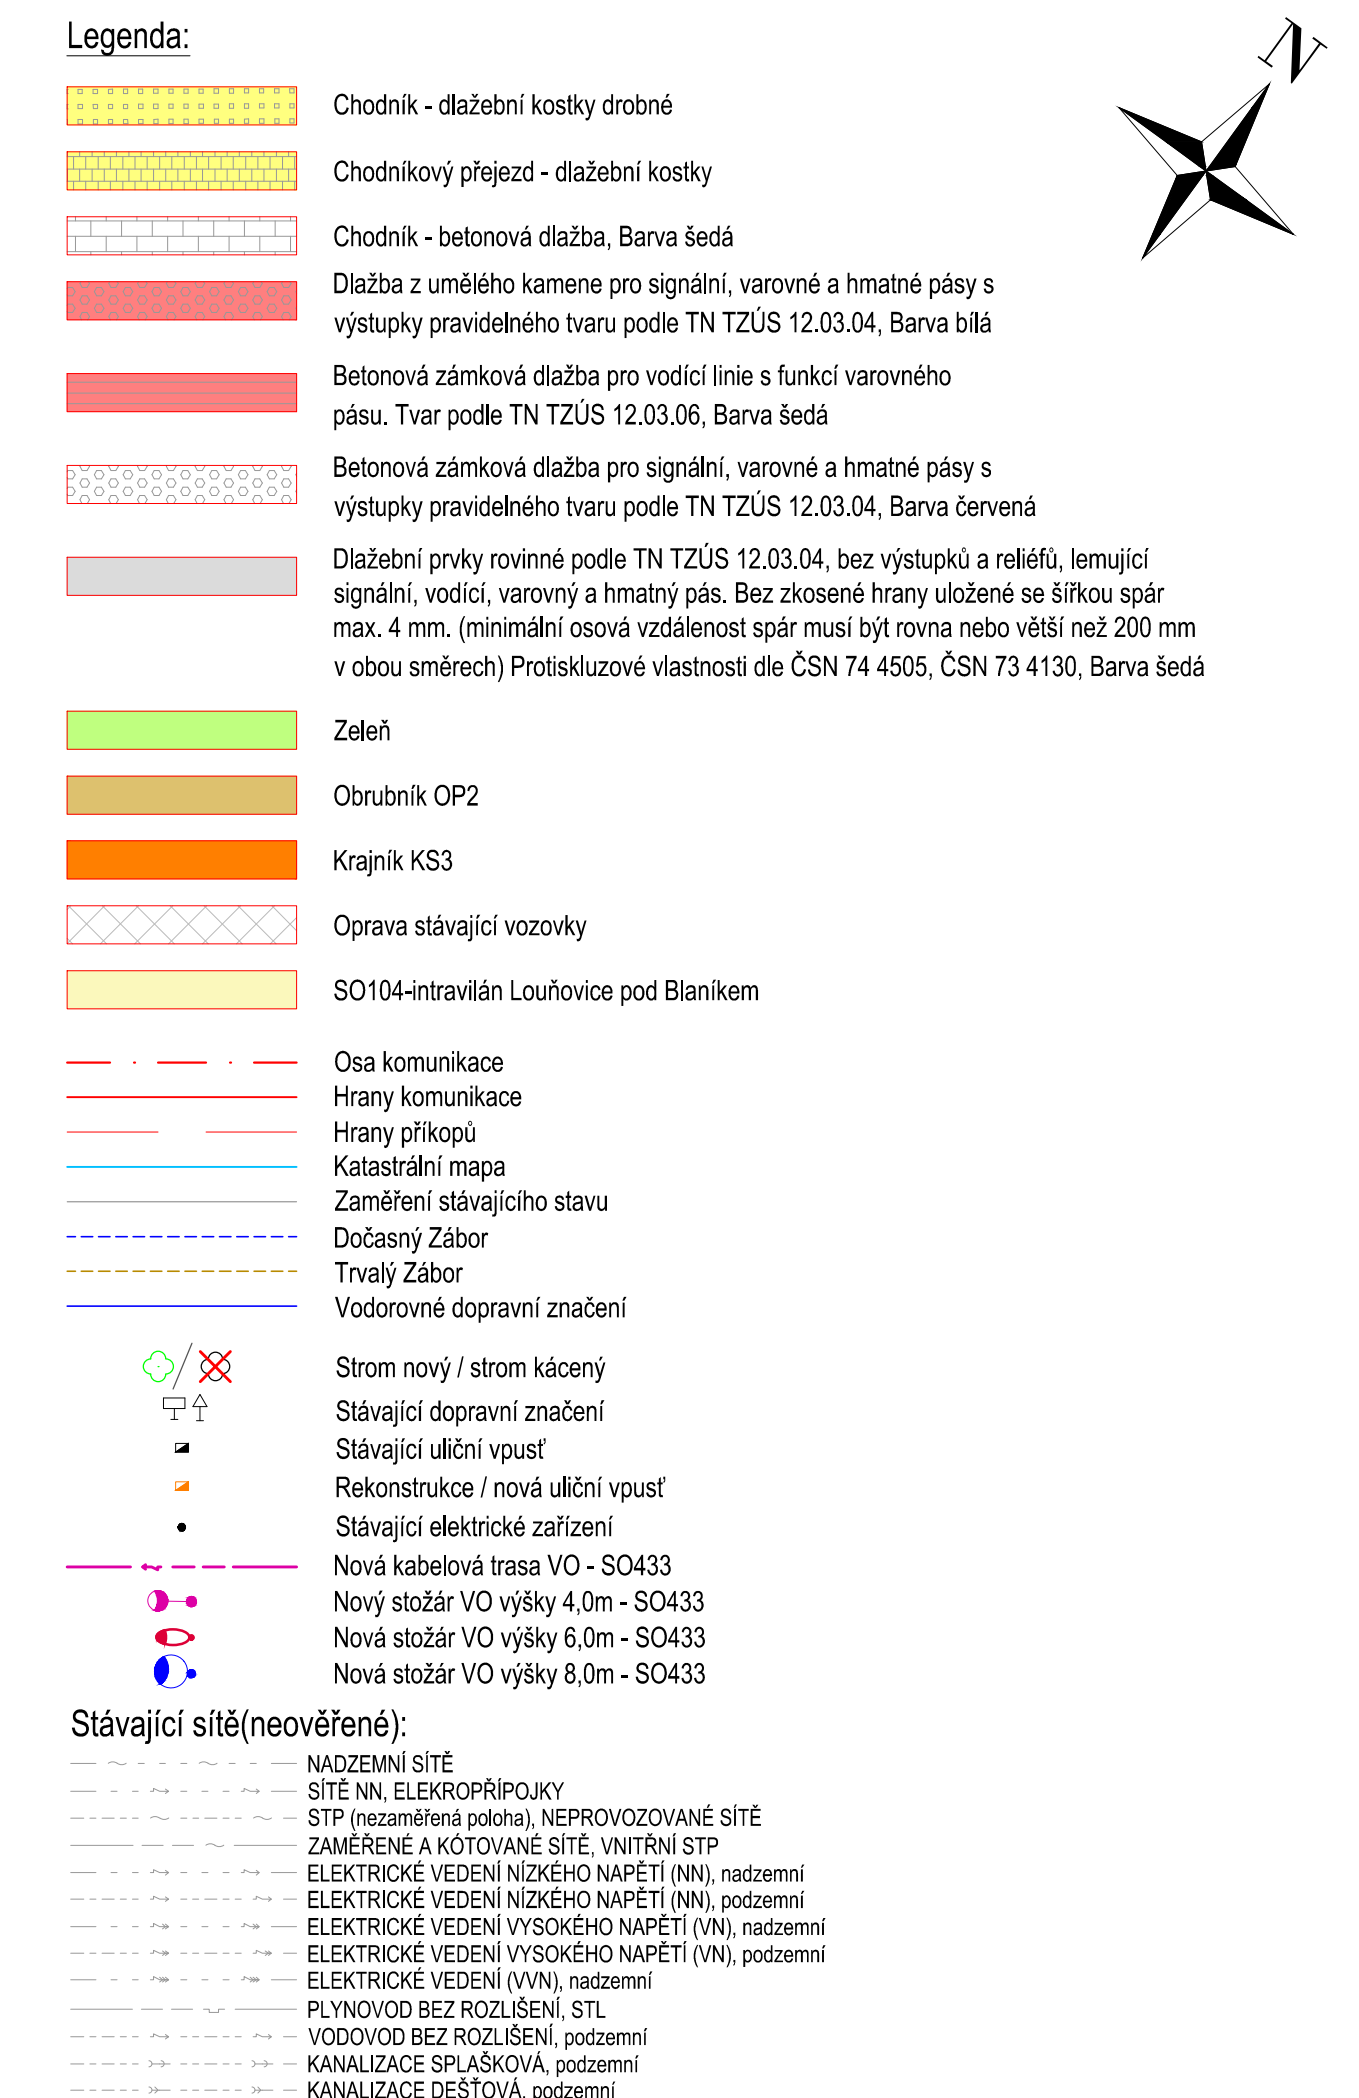 Legenda:
N
Chodník - dlažební kostky drobné
Chodníkový přejezd - dlažební kostky
Chodník - betonová dlažba, Barva šedá
Dlažba z umělého kamene pro signální, varovné a hmatné pásy s
výstupky pravidelného tvaru podle TN TZÚS 12.03.04, Barva bílá
Betonová zámková dlažba pro vodící linie s funkcí varovného
pásu. Tvar podle TN TZÚS 12.03.06, Barva šedá
Betonová zámková dlažba pro signální, varovné a hmatné pásy s
výstupky pravidelného tvaru podle TN TZÚS 12.03.04, Barva červená
Dlažební prvky rovinné podle TN TZÚS 12.03.04, bez výstupků a reliéfů, lemující
signální, vodící, varovný a hmatný pás. Bez zkosené hrany uložené se šířkou spár
max. 4 mm. (minimální osová vzdálenost spár musí být rovna nebo větší než 200 mm
v obou směrech) Protiskluzové vlastnosti dle ČSN 74 4505, ČSN 73 4130, Barva šedá
Zeleň
Obrubník OP2
Krajník KS3
Oprava stávající vozovky
SO104-intravilán Louňovice pod Blaníkem
Osa komunikace
Hrany komunikace
Hrany příkopů
Katastrální mapa
Zaměření stávajícího stavu
Dočasný Zábor
Trvalý Zábor
Vodorovné dopravní značení
Strom nový / strom kácený
Stávající dopravní značení
Stávající uliční vpusť
Rekonstrukce / nová uliční vpusť
Stávající elektrické zařízení
Nová kabelová trasa VO - SO433
Nový stožár VO výšky 4,0m - SO433
Nová stožár VO výšky 6,0m - SO433
Nová stožár VO výšky 8,0m - SO433
Stávající sítě(neověřené):
NADZEMNÍ SÍTĚ
SÍTĚ NN, ELEKROPŘÍPOJKY
STP (nezaměřená poloha), NEPROVOZOVANÉ SÍTĚ
ZAMĚŘENÉ A KÓTOVANÉ SÍTĚ, VNITŘNÍ STP
ELEKTRICKÉ VEDENÍ NÍZKÉHO NAPĚTÍ (NN), nadzemní
ELEKTRICKÉ VEDENÍ NÍZKÉHO NAPĚTÍ (NN), podzemní
ELEKTRICKÉ VEDENÍ VYSOKÉHO NAPĚTÍ (VN), nadzemní
ELEKTRICKÉ VEDENÍ VYSOKÉHO NAPĚTÍ (VN), podzemní
ELEKTRICKÉ VEDENÍ (VVN), nadzemní
PLYNOVOD BEZ ROZLIŠENÍ, STL
VODOVOD BEZ ROZLIŠENÍ, podzemní
KANALIZACE SPLAŠKOVÁ, podzemní
KANALIZACE DEŠŤOVÁ, podzemní